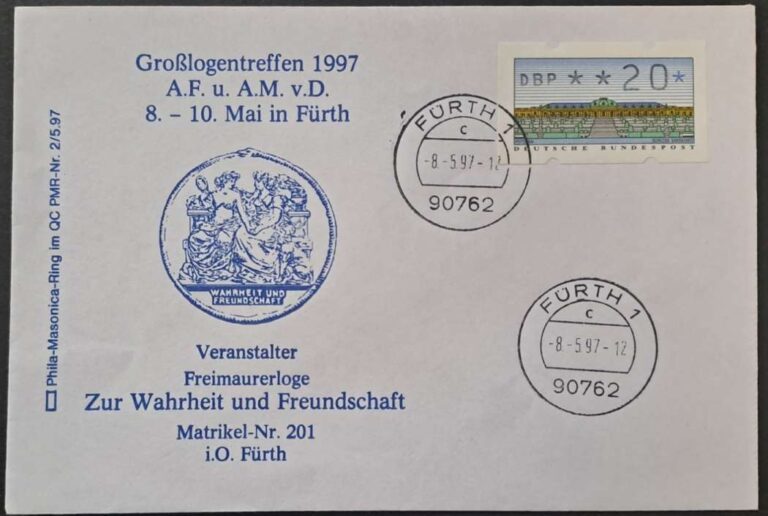 Großlogentreffen 1997
A.F. u. A.M. v.D.
8. – 10. Mai in Fürth
WAHRHEIT UND
FREUNDSCHAFT
Veranstalter
Freimaurerloge
Zur Wahrheit und Freundschaft
Matrikel-Nr. 201
i.O. Fürth
Phila-Masonica-Ring im QC PMR-Nr. 2/5.97
DBP **20*
DEUTSCHE BUNDESPOST
FÜRTH 1
c
-8.-5.97-12
90762
FÜRTH 1
c
-8.-5.97-12
90762